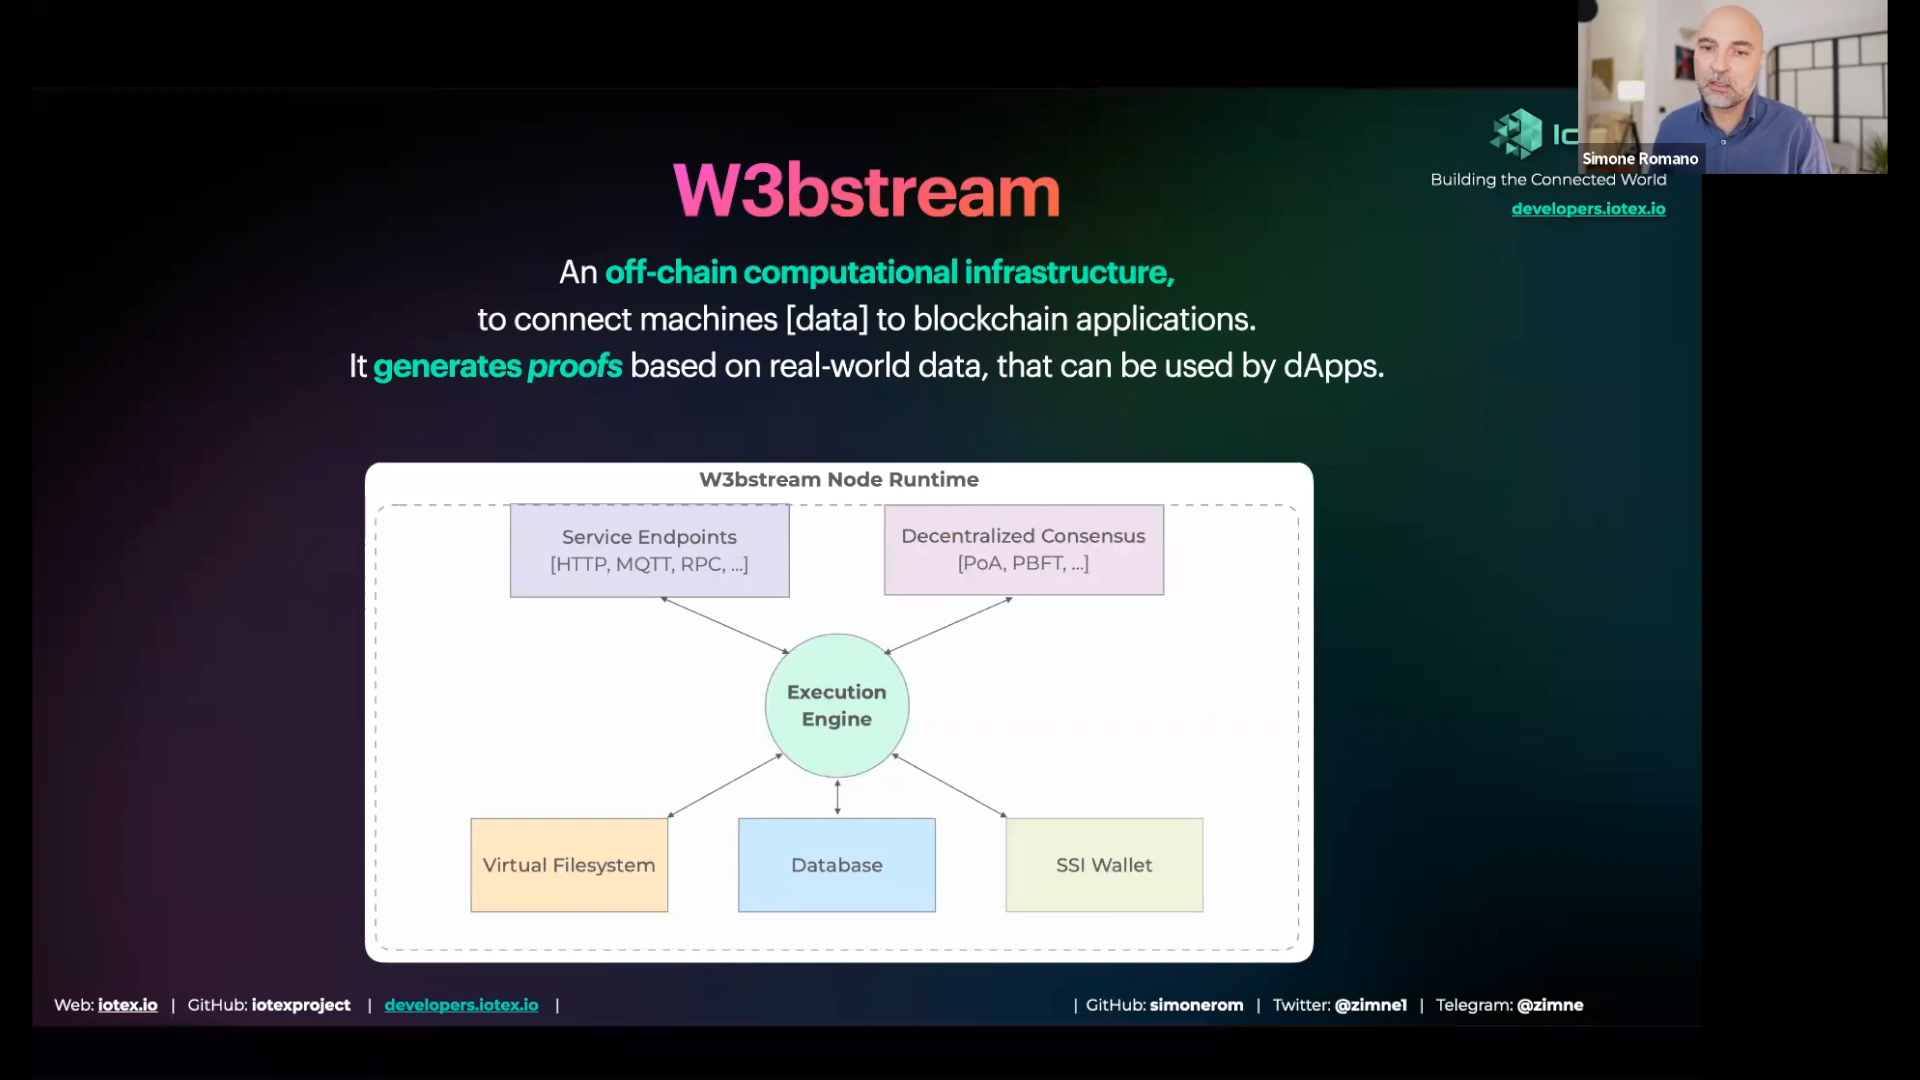 W3bstream
An off-chain computational infrastructure,
to connect machines [data] to blockchain applications.
It generates proofs based on real-world data, that can be used by dApps.
Simone Romano
Building the Connected World
developers.iotex.io
W3bstream Node Runtime
Service Endpoints
[HTTP, MQTT, RPC, ...]
Decentralized Consensus
[PoA, PBFT, ...]
Execution
Engine
Virtual Filesystem
Database
SSI Wallet
Web: iotex.io | GitHub: iotexproject | developers.iotex.io |
| GitHub: simonerom | Twitter: @zimne1 | Telegram: @zimne